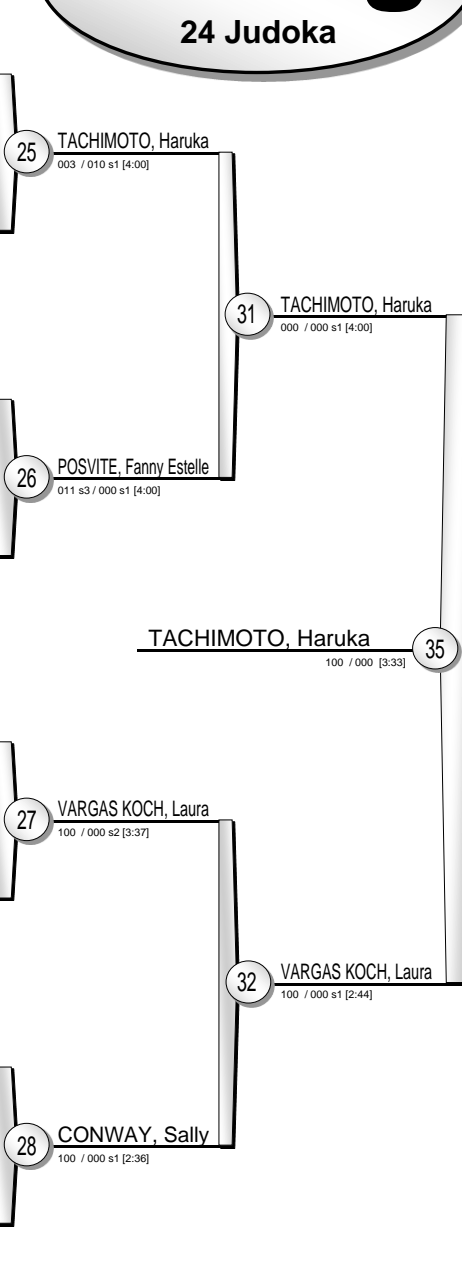 24 Judoka
25
TACHIMOTO, Haruka
003 / 010 s1 [4:00]
31
TACHIMOTO, Haruka
000 / 000 s1 [4:00]
26
POSVITE, Fanny Estelle
011 s3 / 000 s1 [4:00]
TACHIMOTO, Haruka
35
100 / 000 [3:33]
27
VARGAS KOCH, Laura
100 / 000 s2 [3:37]
32
VARGAS KOCH, Laura
100 / 000 s1 [2:44]
28
CONWAY, Sally
100 / 000 s1 [2:36]